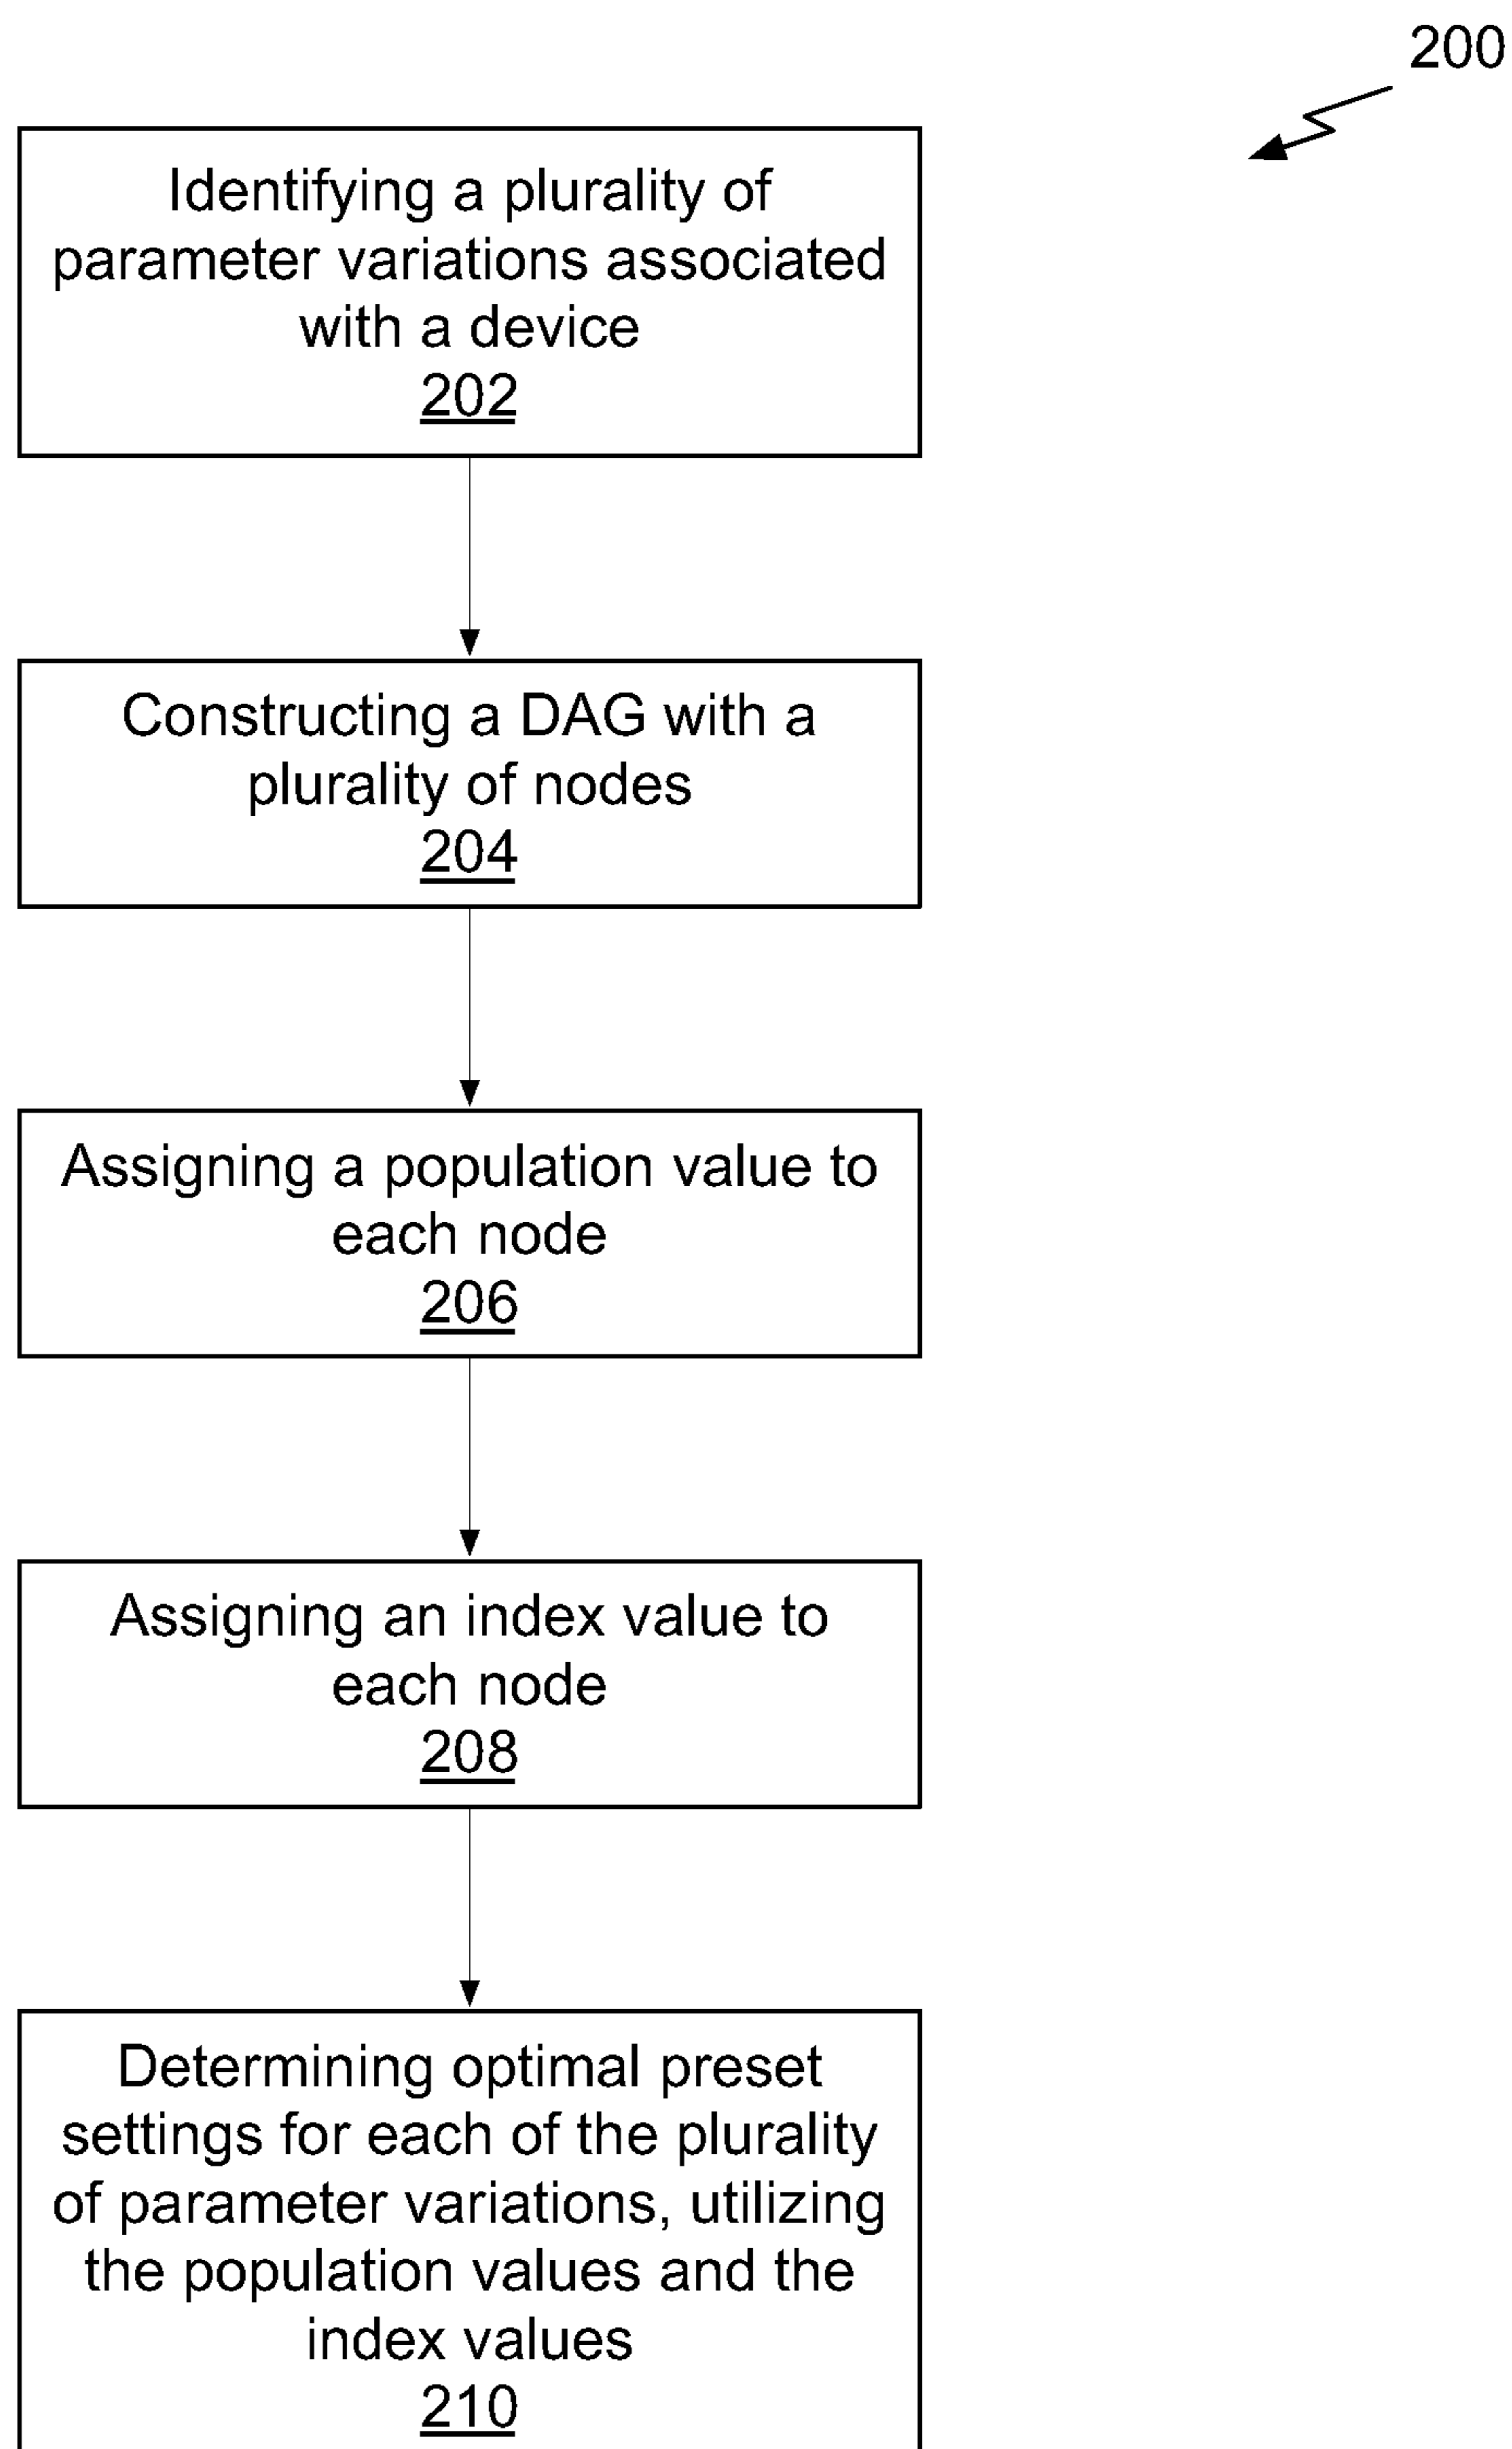 200
Identifying a plurality of
parameter variations associated
with a device
202
Constructing a DAG with a
plurality of nodes
204
Assigning a population value to
each node
206
Assigning an index value to
each node
208
Determining optimal preset
settings for each of the plurality
of parameter variations, utilizing
the population values and the
index values
210